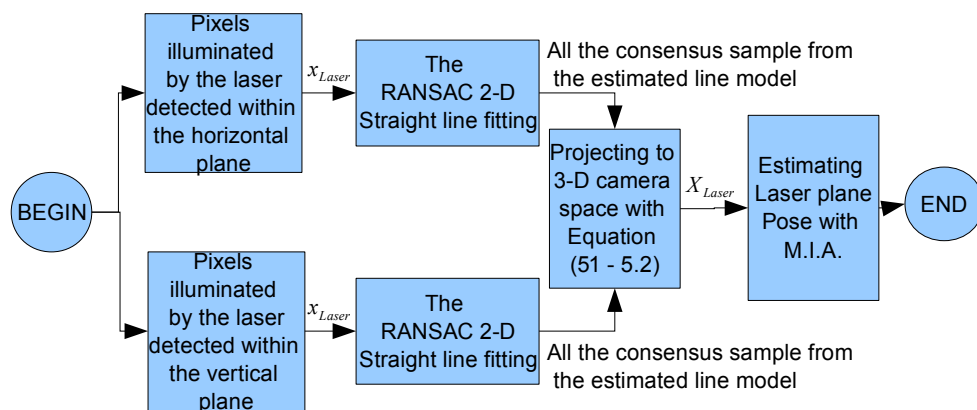 BEGIN
Pixels
illuminated
by the laser
detected within
the horizontal
plane
x Laser
The
RANSAC 2-D
Straight line fitting
All the consensus sample from
the estimated line model
Pixels
illuminated
by the laser
detected within
the vertical
plane
x Laser
The
RANSAC 2-D
Straight line fitting
All the consensus sample from
the estimated line model
Projecting to
3-D camera
space with
Equation
(51 - 5.2)
X Laser
Estimating
Laser plane
Pose with
M.I.A.
END